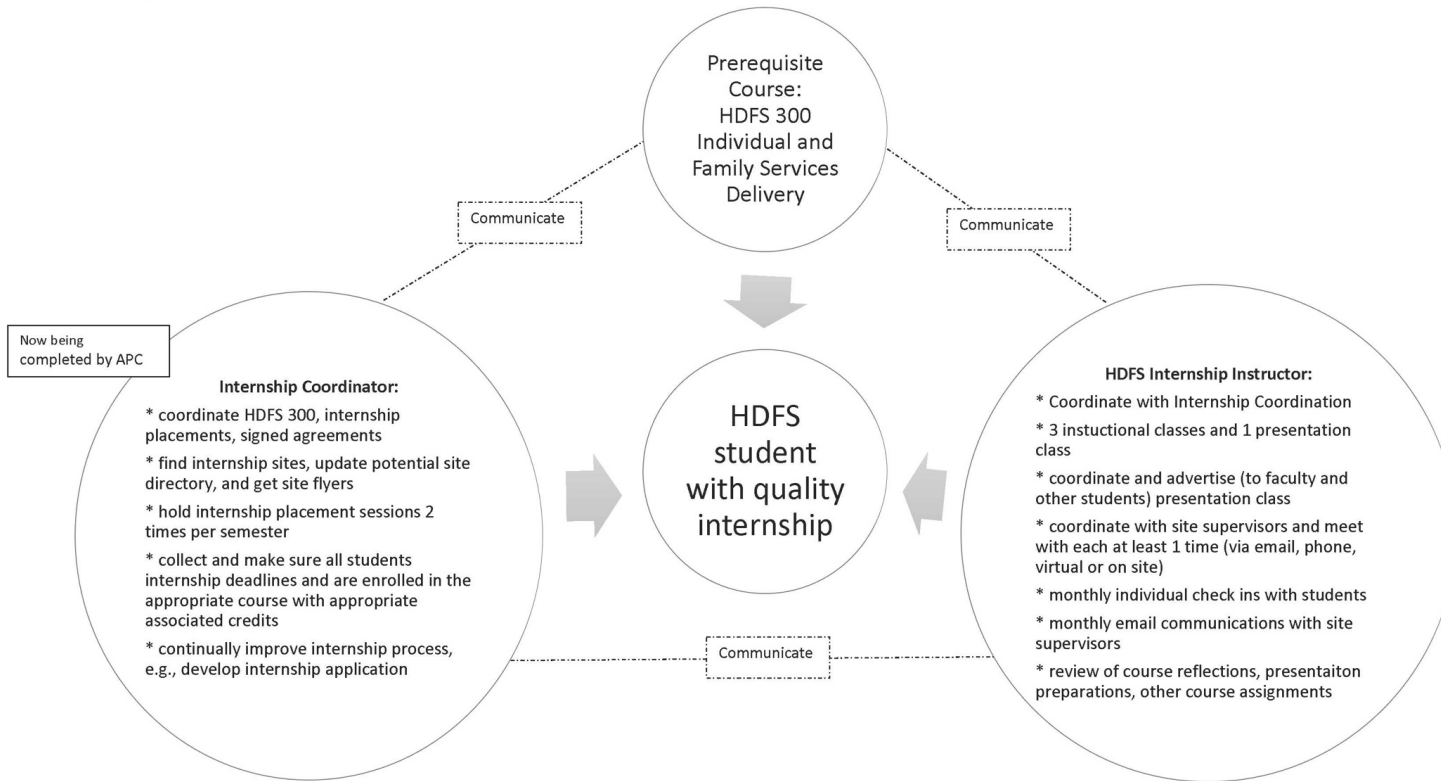 Prerequisite
Course:
HDFS 300
Individual and
Family Services
Delivery
Communicate
Communicate
Now being
completed by APC
Internship Coordinator:
* coordinate HDFS 300, internship
placements, signed agreements
* find internship sites, update potential site
directory, and get site flyers
* hold internship placement sessions 2
times per semester
* collect and make sure all students
internship deadlines and are enrolled in the
appropriate course with appropriate
associated credits
* continually improve internship process,
e.g., develop internship application
HDFS
student
with quality
internship
HDFS Internship Instructor:
* Coordinate with Internship Coordination
* 3 instuctional classes and 1 presentation
class
* coordinate and advertise (to faculty and
other students) presentation class
* coordinate with site supervisors and meet
with each at least 1 time (via email, phone,
virtual or on site)
* monthly individual check ins with students
* monthly email communications with site
supervisors
* review of course reflections, presentaiton
preparations, other course assignments
Communicate